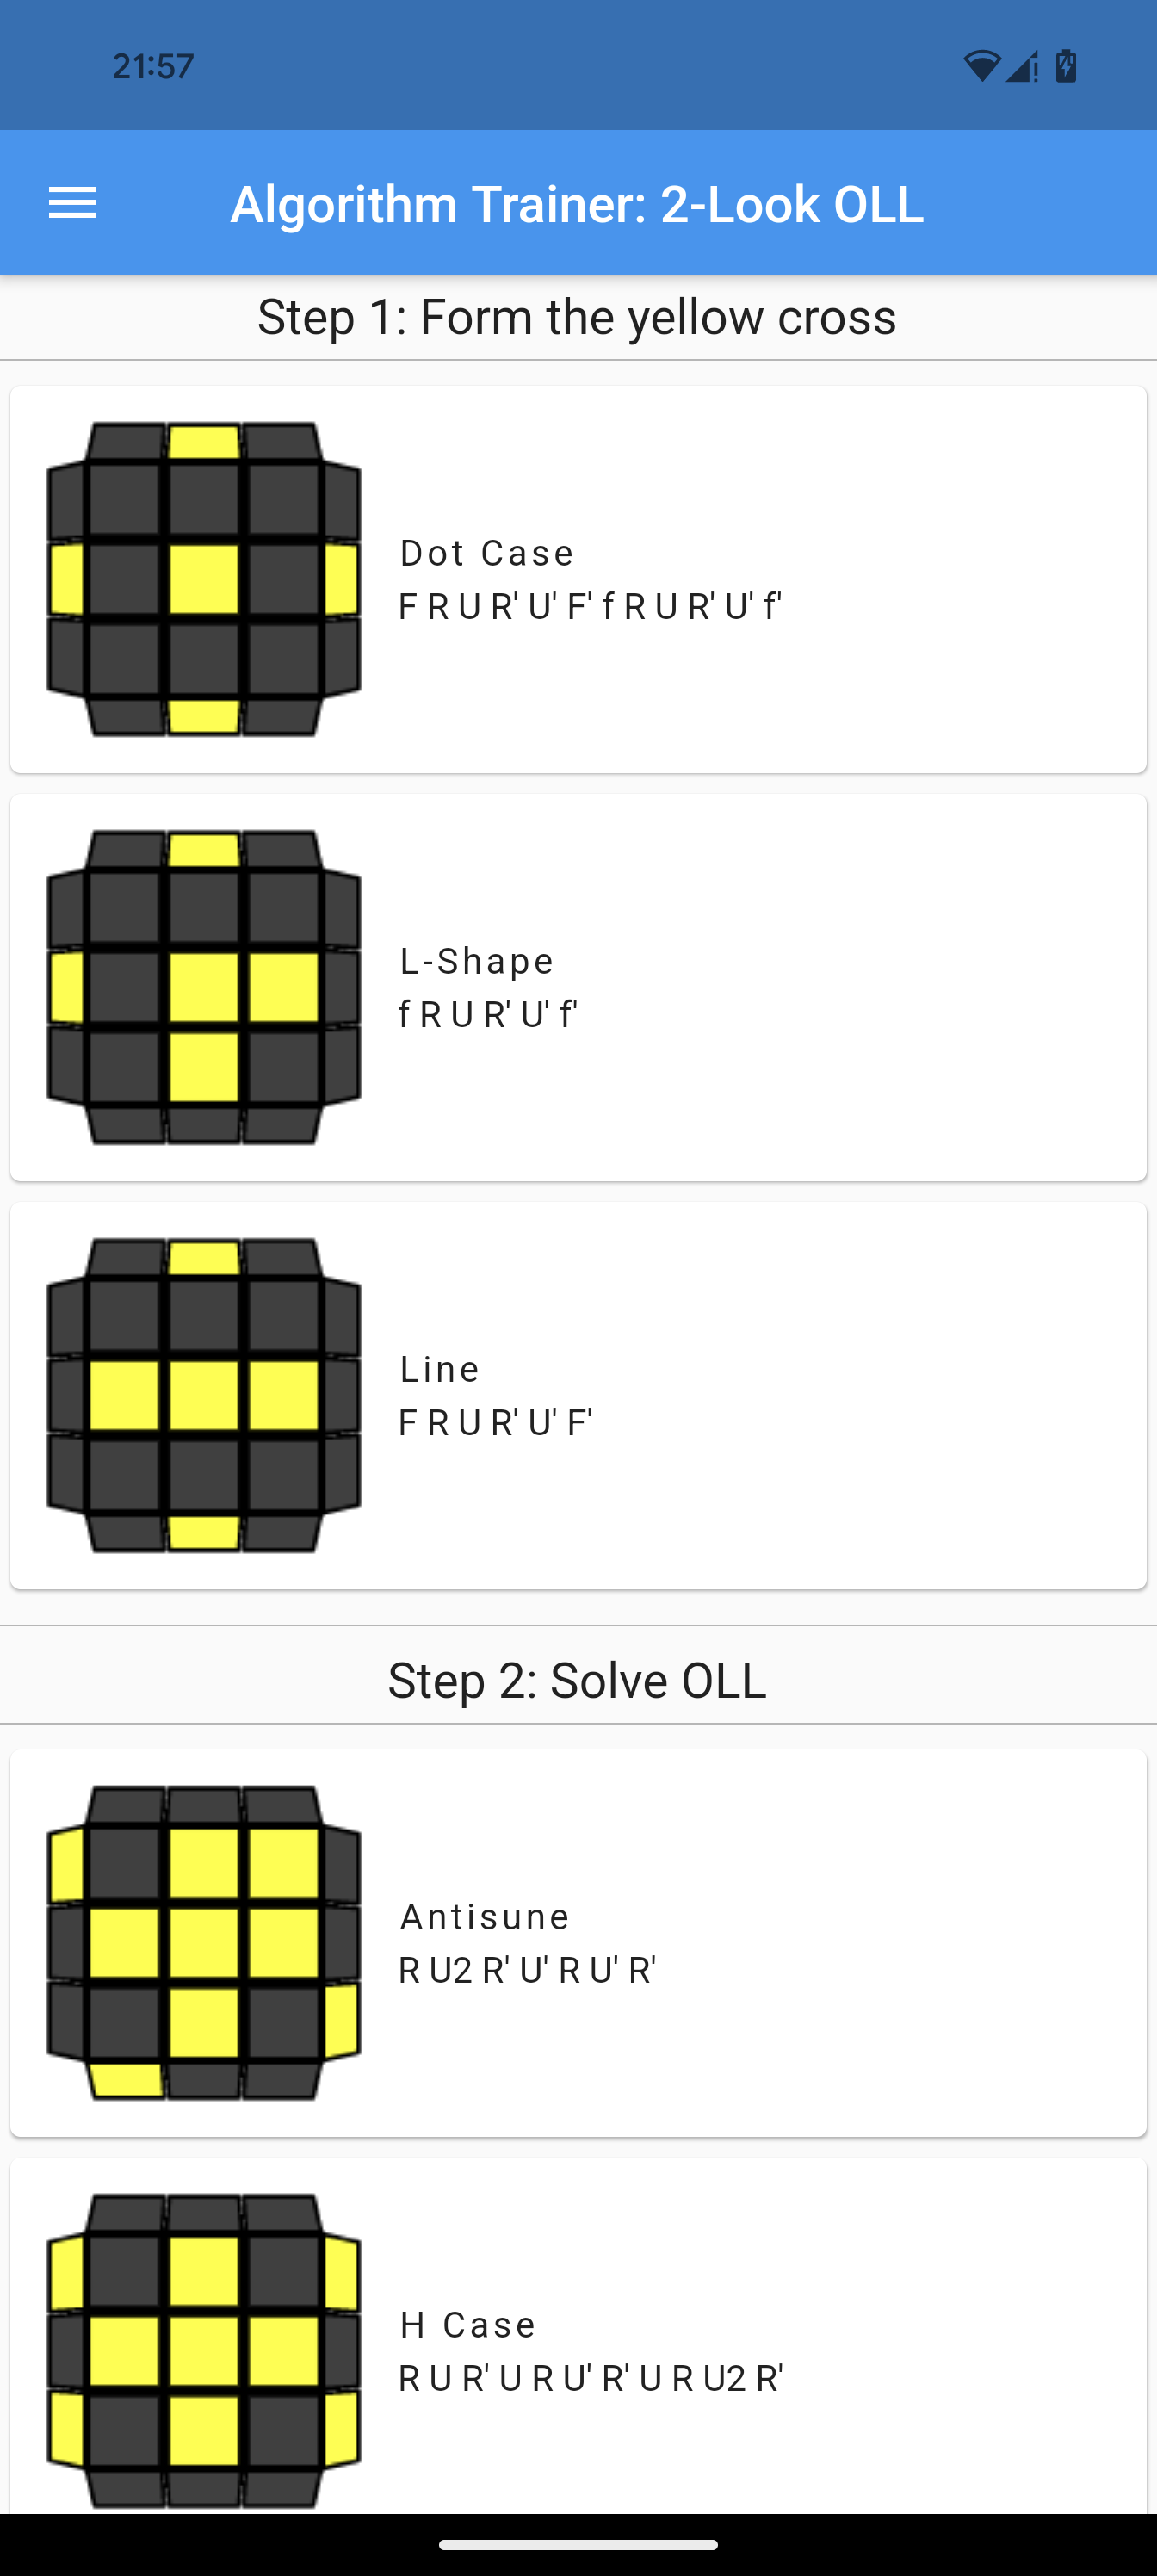 21:57
Algorithm Trainer: 2-Look OLL
Step 1: Form the yellow cross
Dot Case
F R U R' U' F' f R U R' U' f'
L-Shape
f R U R' U' f'
Line
F R U R' U' F'
Step 2: Solve OLL
Antisune
R U2 R' U' R U' R'
H Case
R U R' U R U' R' U R U2 R'